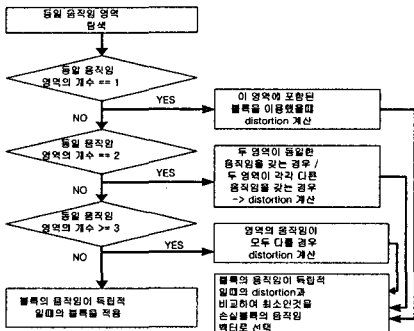 동일 움직임 영역
탐색
동일 움직임
영역의 개수 == 1
YES
NO
이 영역에 포함된
블록을 이용했을때
distortion 계산
동일 움직임
영역의 개수 == 2
YES
NO
두 영역이 동일한
움직임을 갖는 경우 /
두 영역이 각각 다른
움직임을 갖는 경우
-> distortion 계산
동일 움직임
영역의 개수 >= 3
YES
NO
영역의 움직임이
모두 다를 경우
distortion 계산
블록의 움직임이 독립적
일때의 블록을 적용
블록의 움직임이 독립적
일때의 distortion과
비교하여 최소인것을
손실블록의 움직임
벡터로 선택